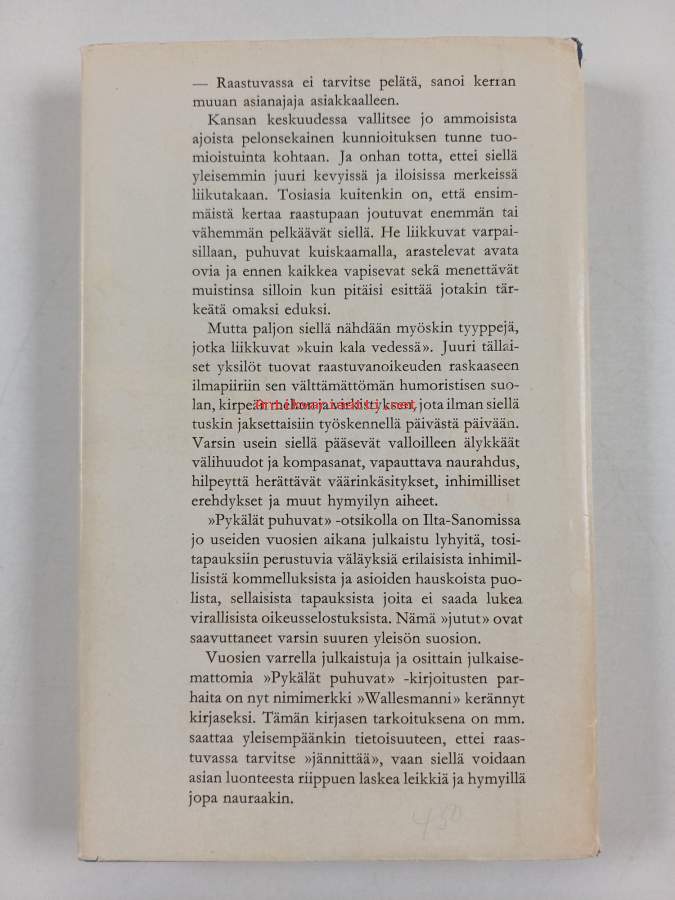 — Raastuvassa ei tarvitse pelätä, sanoi kerran
muuan asianajaja asiakkaalleen.
Kansan keskuudessa vallitsee jo ammoisista
ajoista pelonsekainen kunnioituksen tunne tuo-
mioistuinta kohtaan. Ja onhan totta, ettei siellä
yleisemmin juuri kevyissä ja iloisissa merkeissä
liikutakaan. Tosiasia kuitenkin on, että ensim-
mäistä kertaa raastupaan joutuvat enemmän tai
vähemmän pelkäävät siellä. He liikkuvat varpai-
sillaan, puhuvat kuiskaamalla, arastelevat avata
ovia ja ennen kaikkea vapisevat sekä menettävät
muistinsa silloin kun pitäisi esittää jotakin tär-
keätä omaksi eduksi.
Mutta paljon siellä nähdään myöskin tyyppejä,
jotka liikkuvat »kuin kala vedessä». Juuri tällai-
set yksilöt tuovat raastuvanoikeuden raskaaseen
ilmapiiriin sen välttämättömän humoristisen suo-
lan, kirpeän jota ilman siellä
tuskin jaksettaisiin työskennellä päivästä päivään.
Varsin usein siellä pääsevät valloilleen älykkäät
välihuudot ja kompasanat, vapauttava naurahdus,
hilpeyttä herättävät väärinkäsitykset, inhimilliset
erehdykset ja muut hymyilyn aiheet.
»Pykälät puhuvat» -otsikolla on Ilta-Sanomissa
jo useiden vuosien aikana julkaistu lyhyitä, tosi-
tapauksiin perustuvia väläyksiä erilaisista inhimil-
lisistä kommelluksista ja asioiden hauskoista puo-
lista, sellaisista tapauksista joita ei saada lukea
virallisista oikeusselostuksista. Nämä »jutut» ovat
saavuttaneet varsin suuren yleisön suosion.
Vuosien varrella julkaistuja ja osittain julkaise-
mattomia »Pykälät puhuvat» -kirjoitusten par-
haita on nyt nimimerkki »Wallesmanni» kerännyt
kirjaseksi. Tämän kirjasen tarkoituksena on mm.
saattaa yleisempäänkin tietoisuuteen, ettei raas-
tuvassa tarvitse »jännittää», vaan siellä voidaan
asian luonteesta riippuen laskea leikkiä ja hymyillä
jopa nauraakin.
450